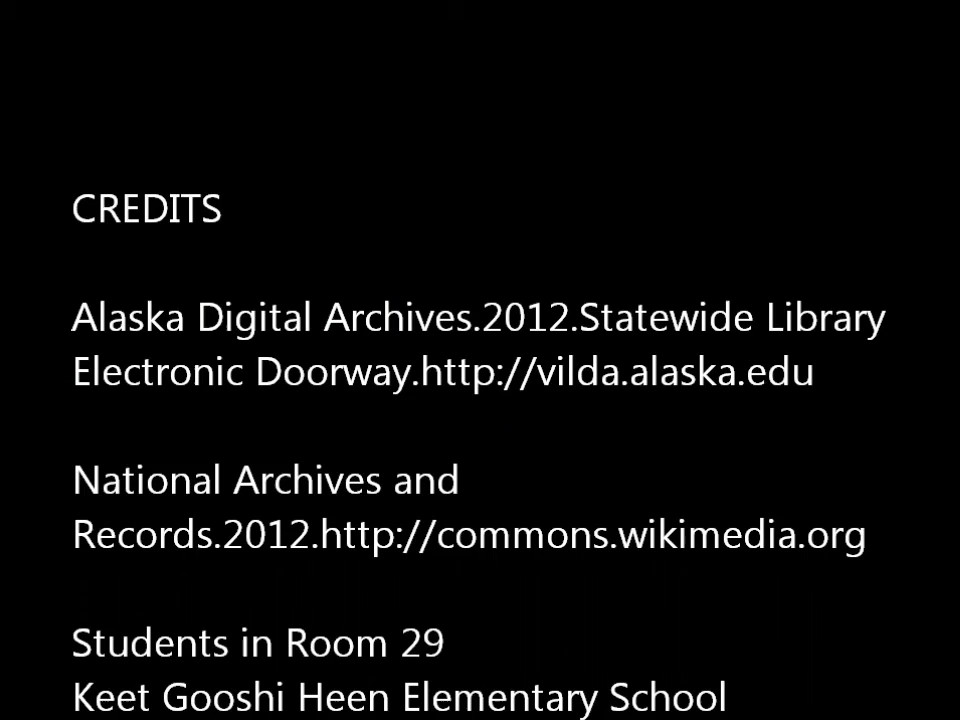 CREDITS
Alaska Digital Archives.2012.Statewide Library
Electronic Doorway.http://vilda.alaska.edu
National Archives and
Records.2012.http://commons.wikimedia.org
Students in Room 29
Keet Gooshi Heen Elementary School